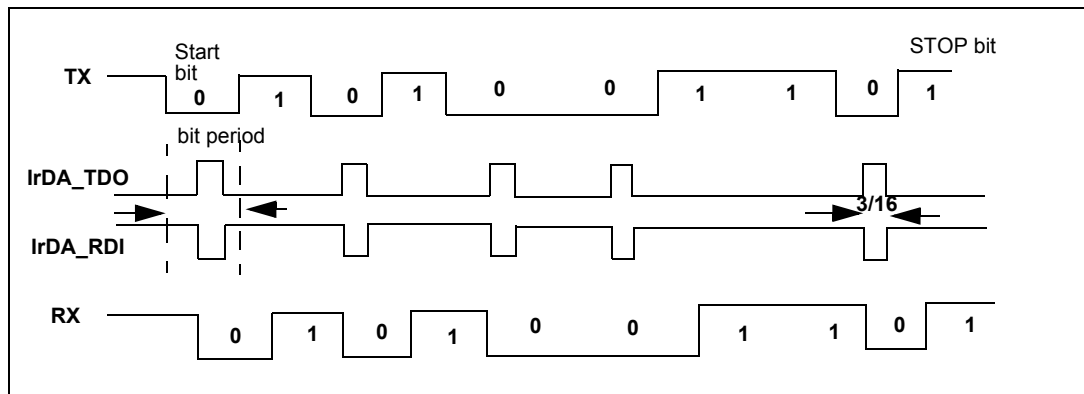 Start
bit
STOP bit
TX
0 1 0 1 0 0 1 1 0 1
bit period
IrDA_TDO
3/16
IrDA_RDI
RX
0 1 0 1 0 0 1 1 0 1